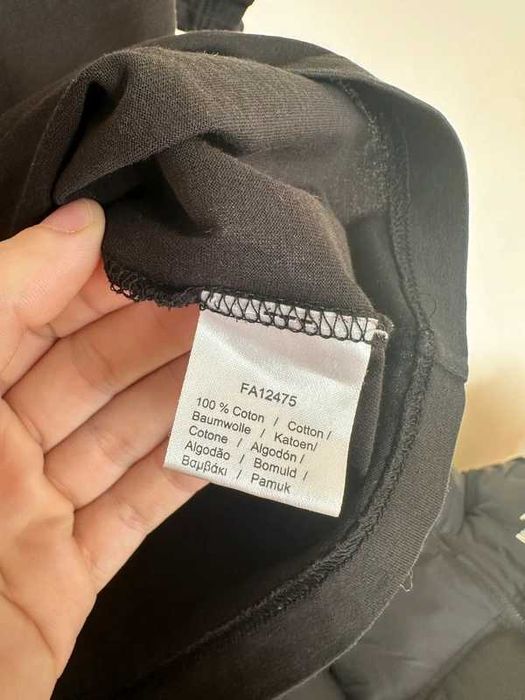 FA12475
100 % Coton / Cotton /
Baumwolle / Katoen/
Cotone / Algodón /
Algodão / Bomuld /
Βαμβάκι / Pamuk